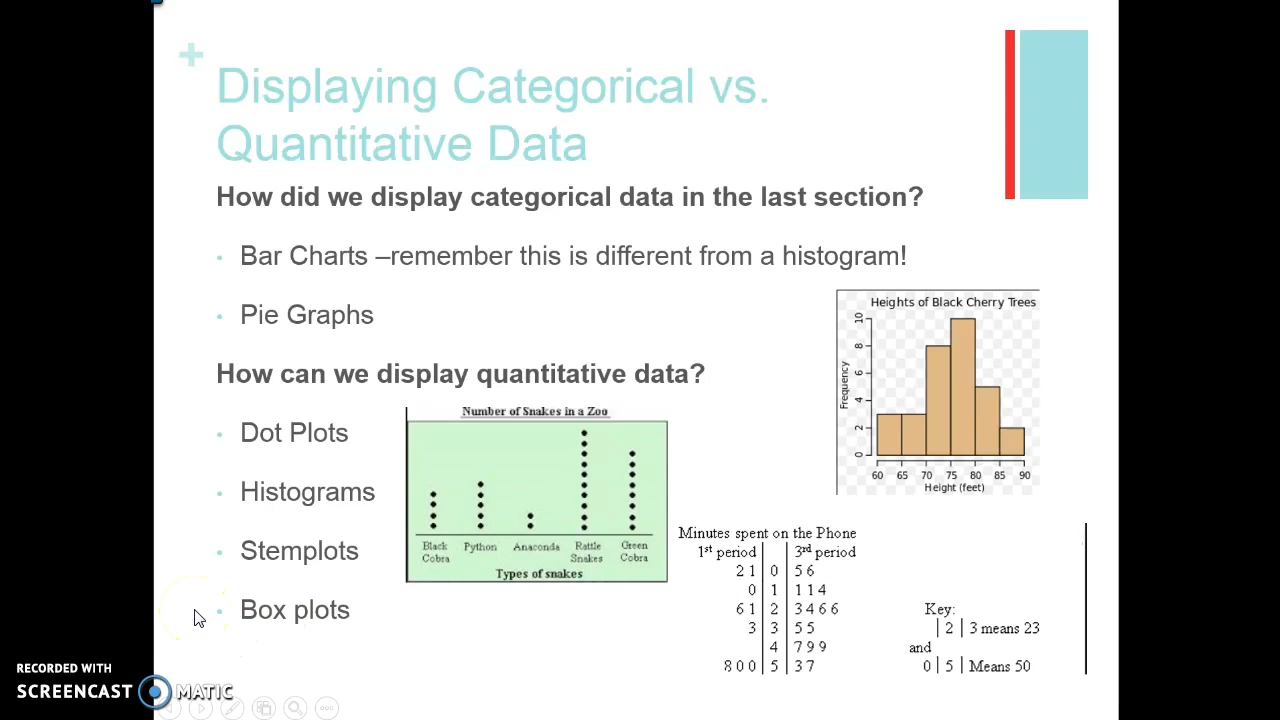 +
Displaying Categorical vs.
Quantitative Data
How did we display categorical data in the last section?
• Bar Charts –remember this is different from a histogram!
• Pie Graphs
How can we display quantitative data?
• Dot Plots
• Histograms
• Stemplots
• Box plots
Number of Snakes in a Zoo
Black Cobra
Python
Anaconda
Rattle Snakes
Green Cobra
Types of snakes
Heights of Black Cherry Trees
Frequency
10
8
6
4
2
0
60 65 70 75 80 85 90
Height (feet)
Minutes spent on the Phone
1st period 3rd period
2 1 | 0 | 5 6
0 | 1 | 1 1 4
6 1 | 2 | 3 4 6 6
3 | 3 | 5 5
| 4 | 7 9 9
8 0 0 | 5 | 3 7
Key:
| 2 | 3 means 23
and
0 | 5 | Means 50
RECORDED WITH
SCREENCAST MATIC